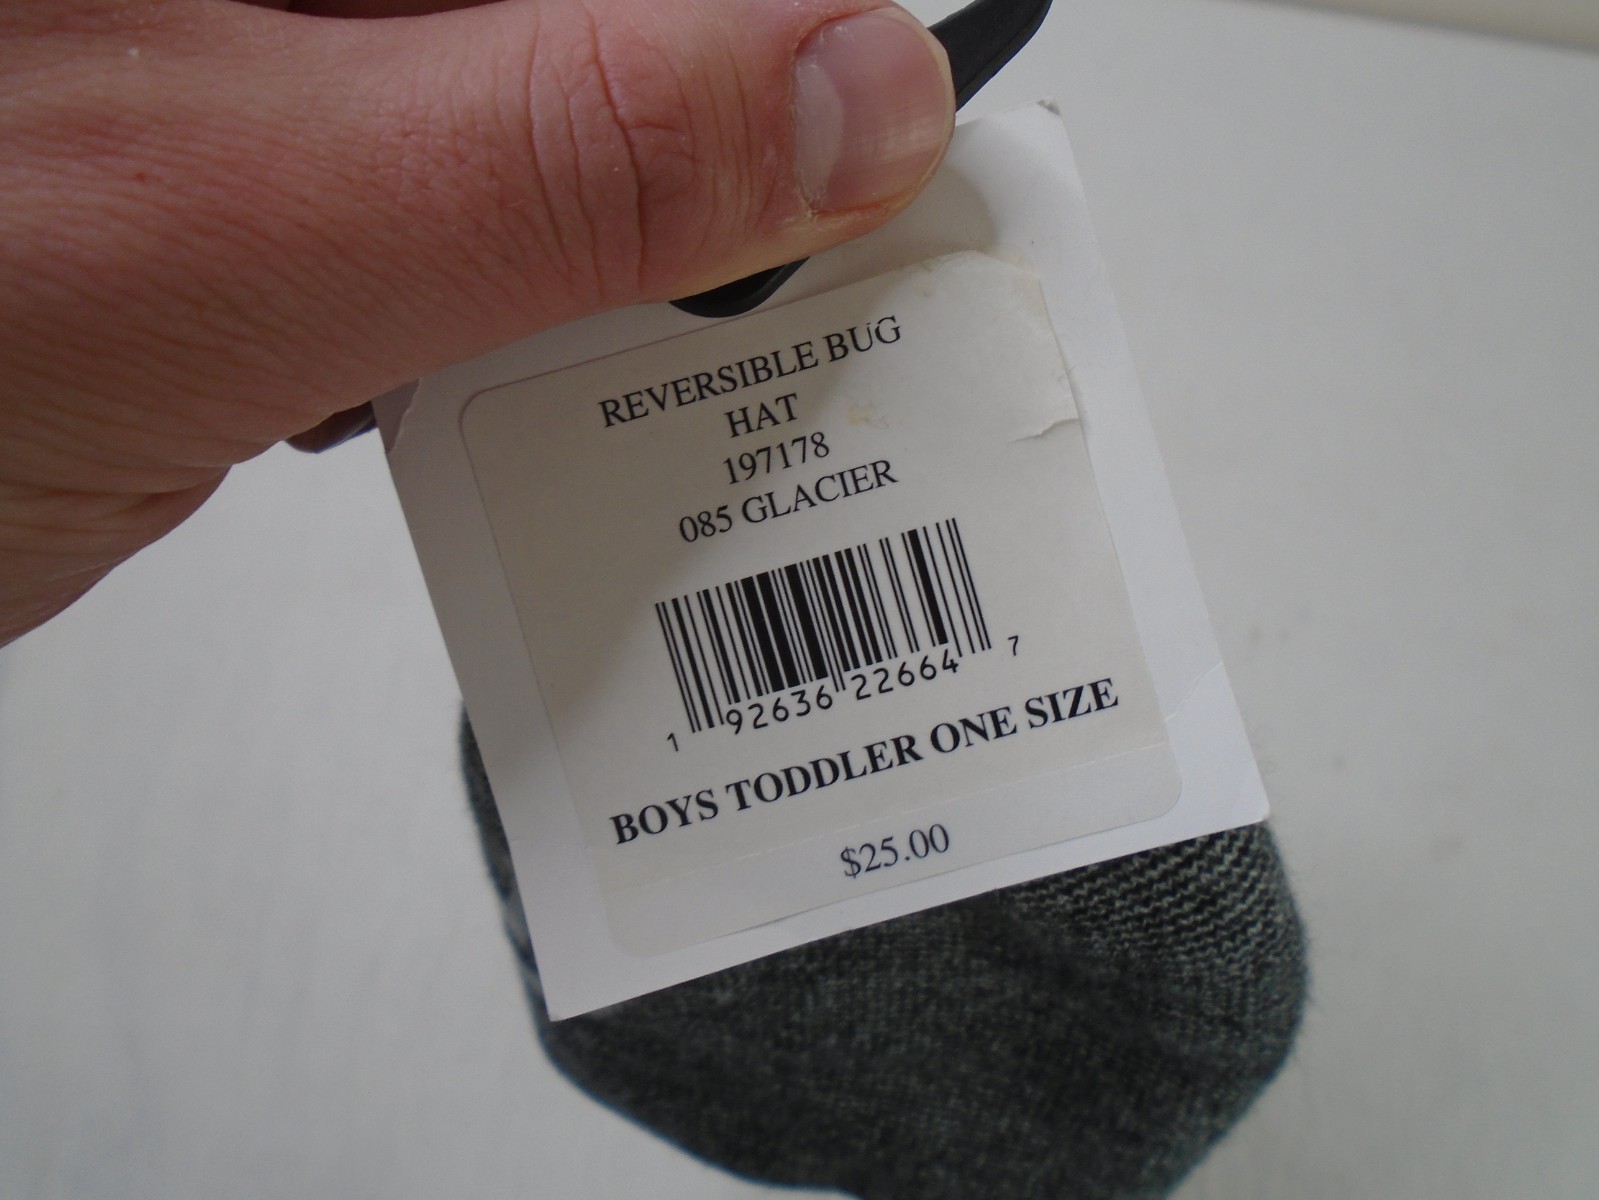 REVERSIBLE BUG
HAT
197178
085 GLACIER
1 92636 22664 7
BOYS TODDLER ONE SIZE
$25.00